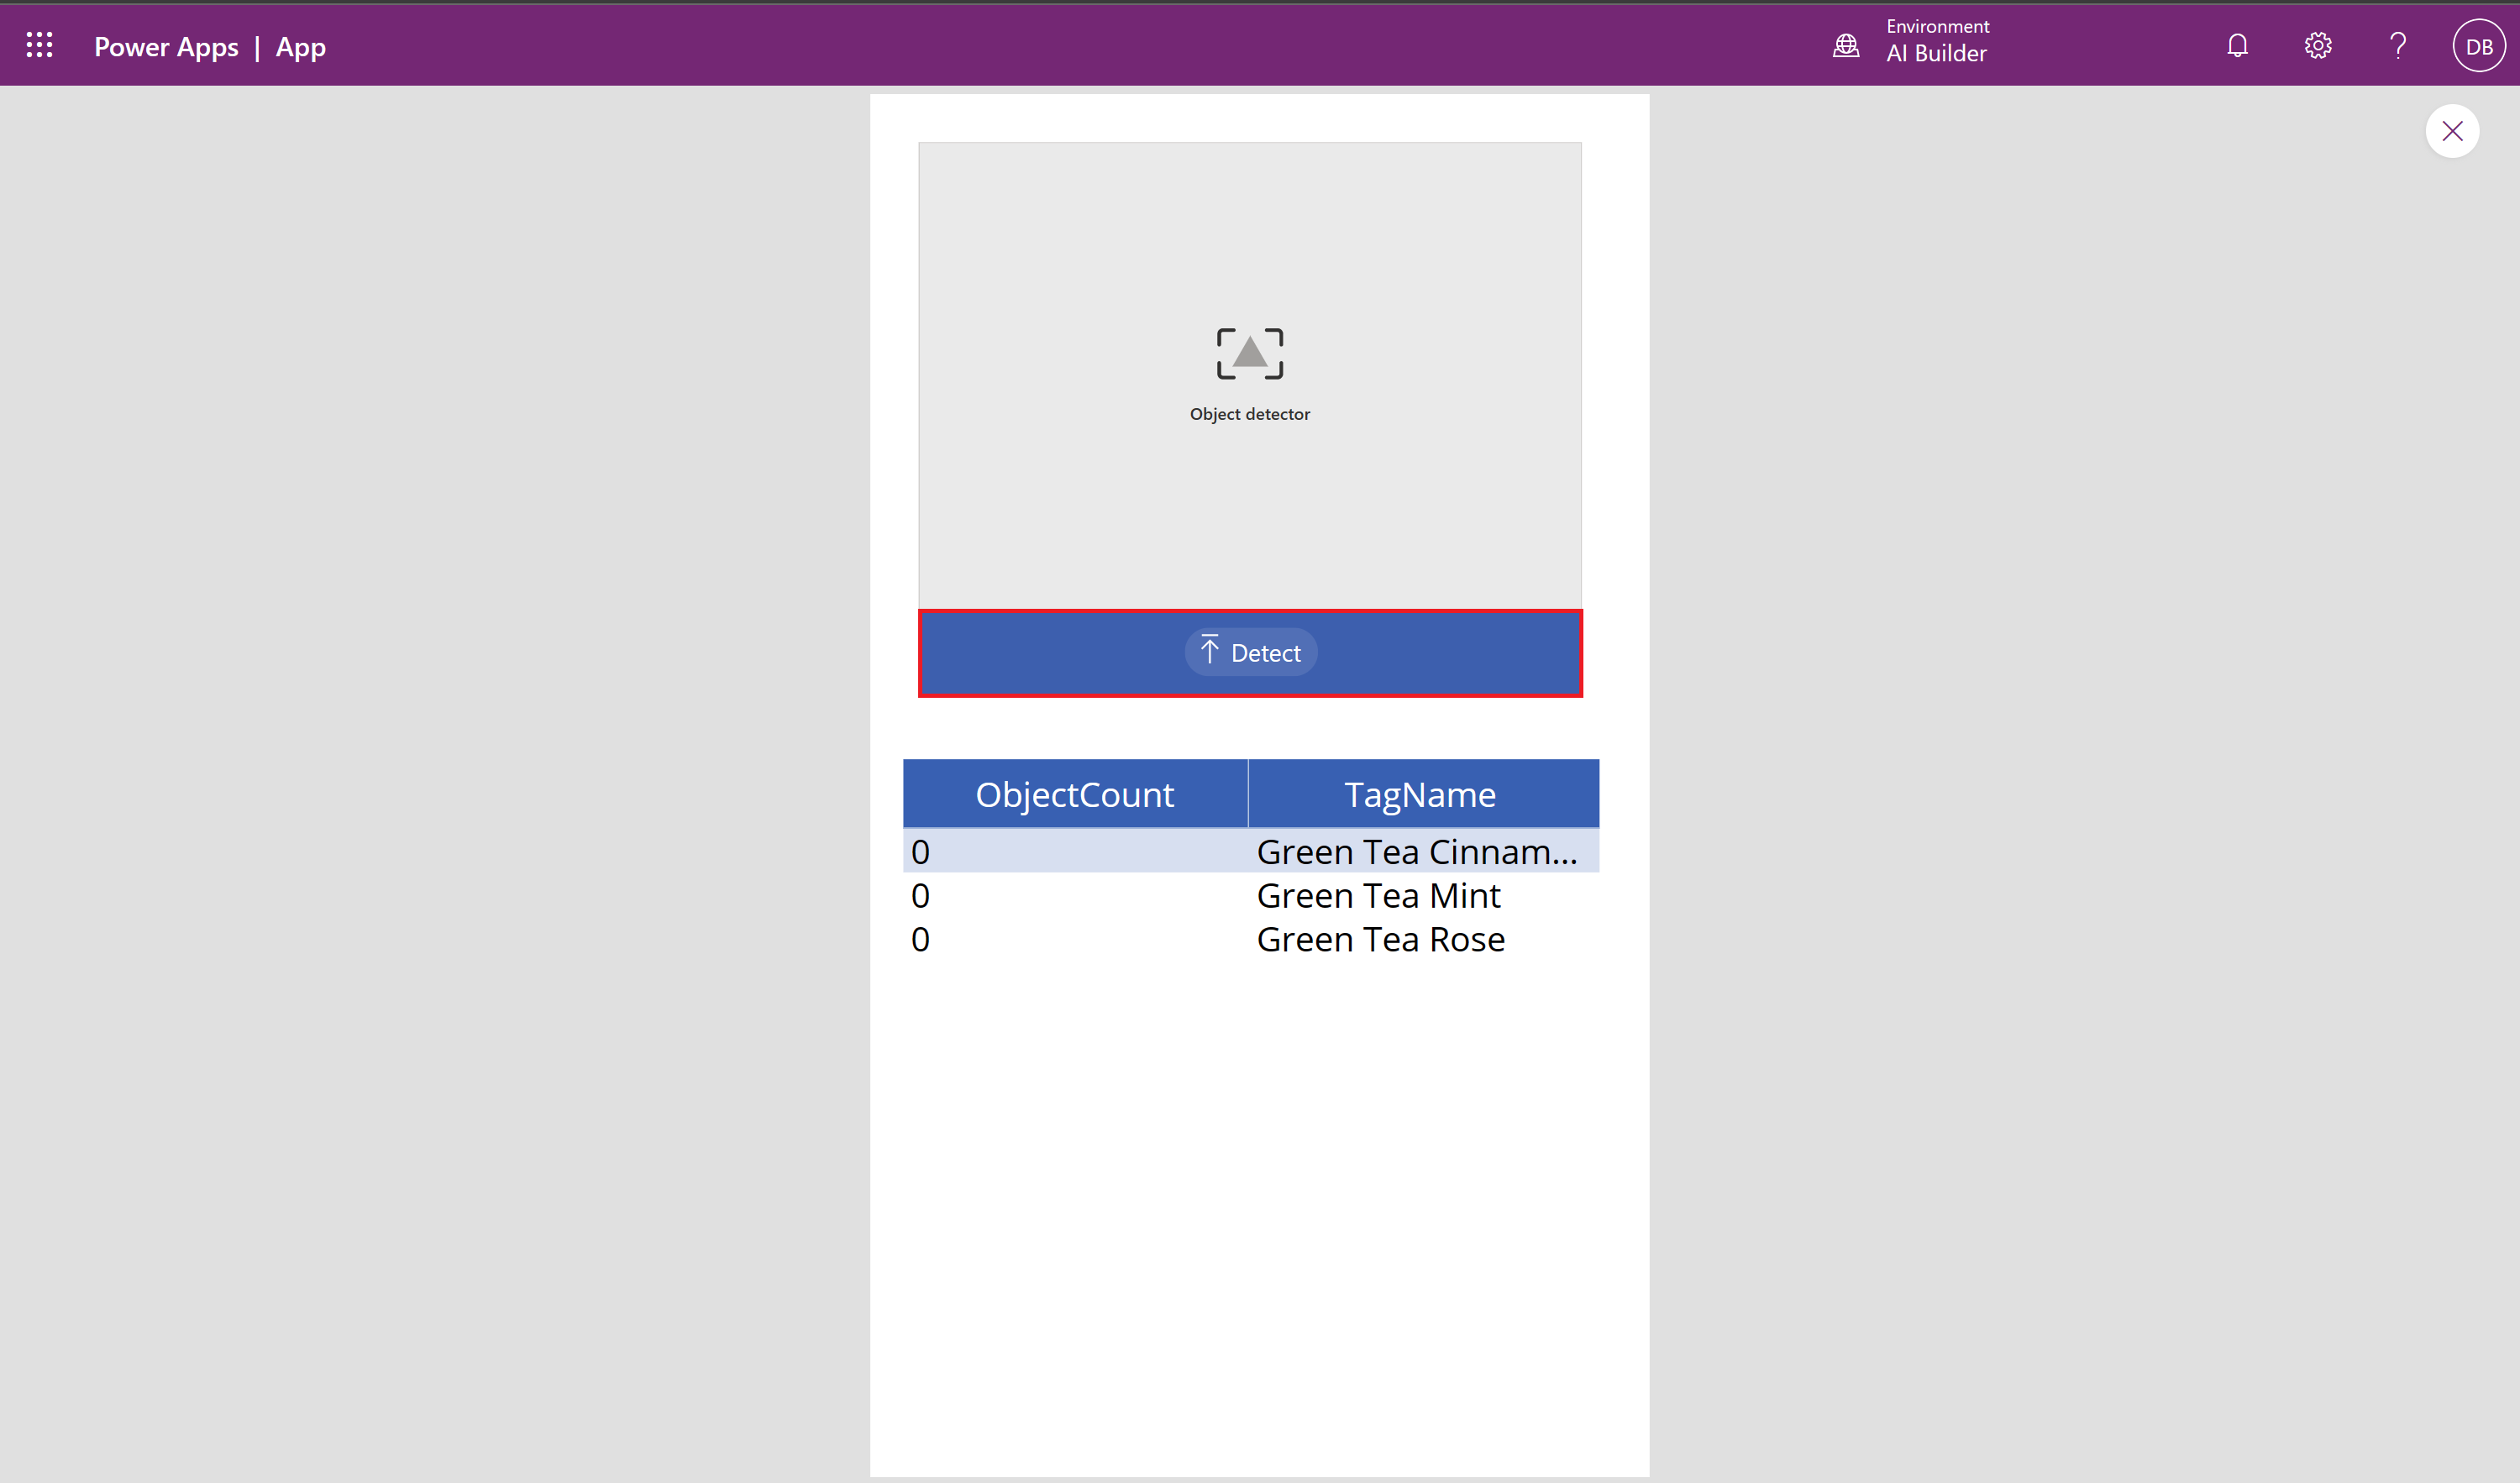 Power Apps | App
Environment
AI Builder
DB
Object detector
Detect
ObjectCount TagName
0 Green Tea Cinnam...
0 Green Tea Mint
0 Green Tea Rose